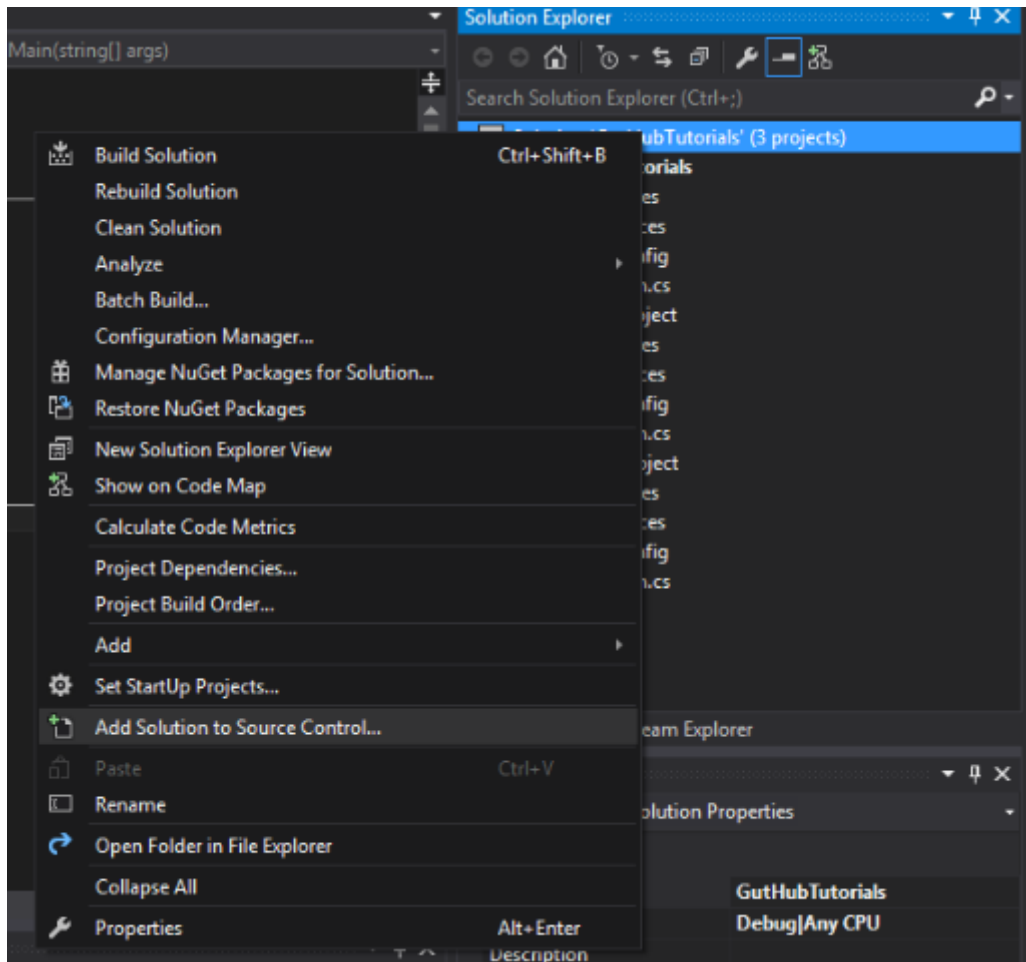 Solution Explorer
Main(string[] args)
Search Solution Explorer (Ctrl+;)
ubTutorials' (3 projects)
Build Solution Ctrl+Shift+B
orials
Rebuild Solution
es
Clean Solution
ces
Analyze
fig
Batch Build...
n.cs
Configuration Manager...
ject
es
Manage NuGet Packages for Solution...
ces
Restore NuGet Packages
fig
n.cs
New Solution Explorer View
ject
Show on Code Map
es
Calculate Code Metrics
ces
fig
Project Dependencies...
n.cs
Project Build Order...
Add
Set StartUp Projects...
Add Solution to Source Control...
eam Explorer
Paste Ctrl+V
Rename
olution Properties
Open Folder in File Explorer
Collapse All
GutHubTutorials
Properties Alt+Enter
Debug|Any CPU
Description